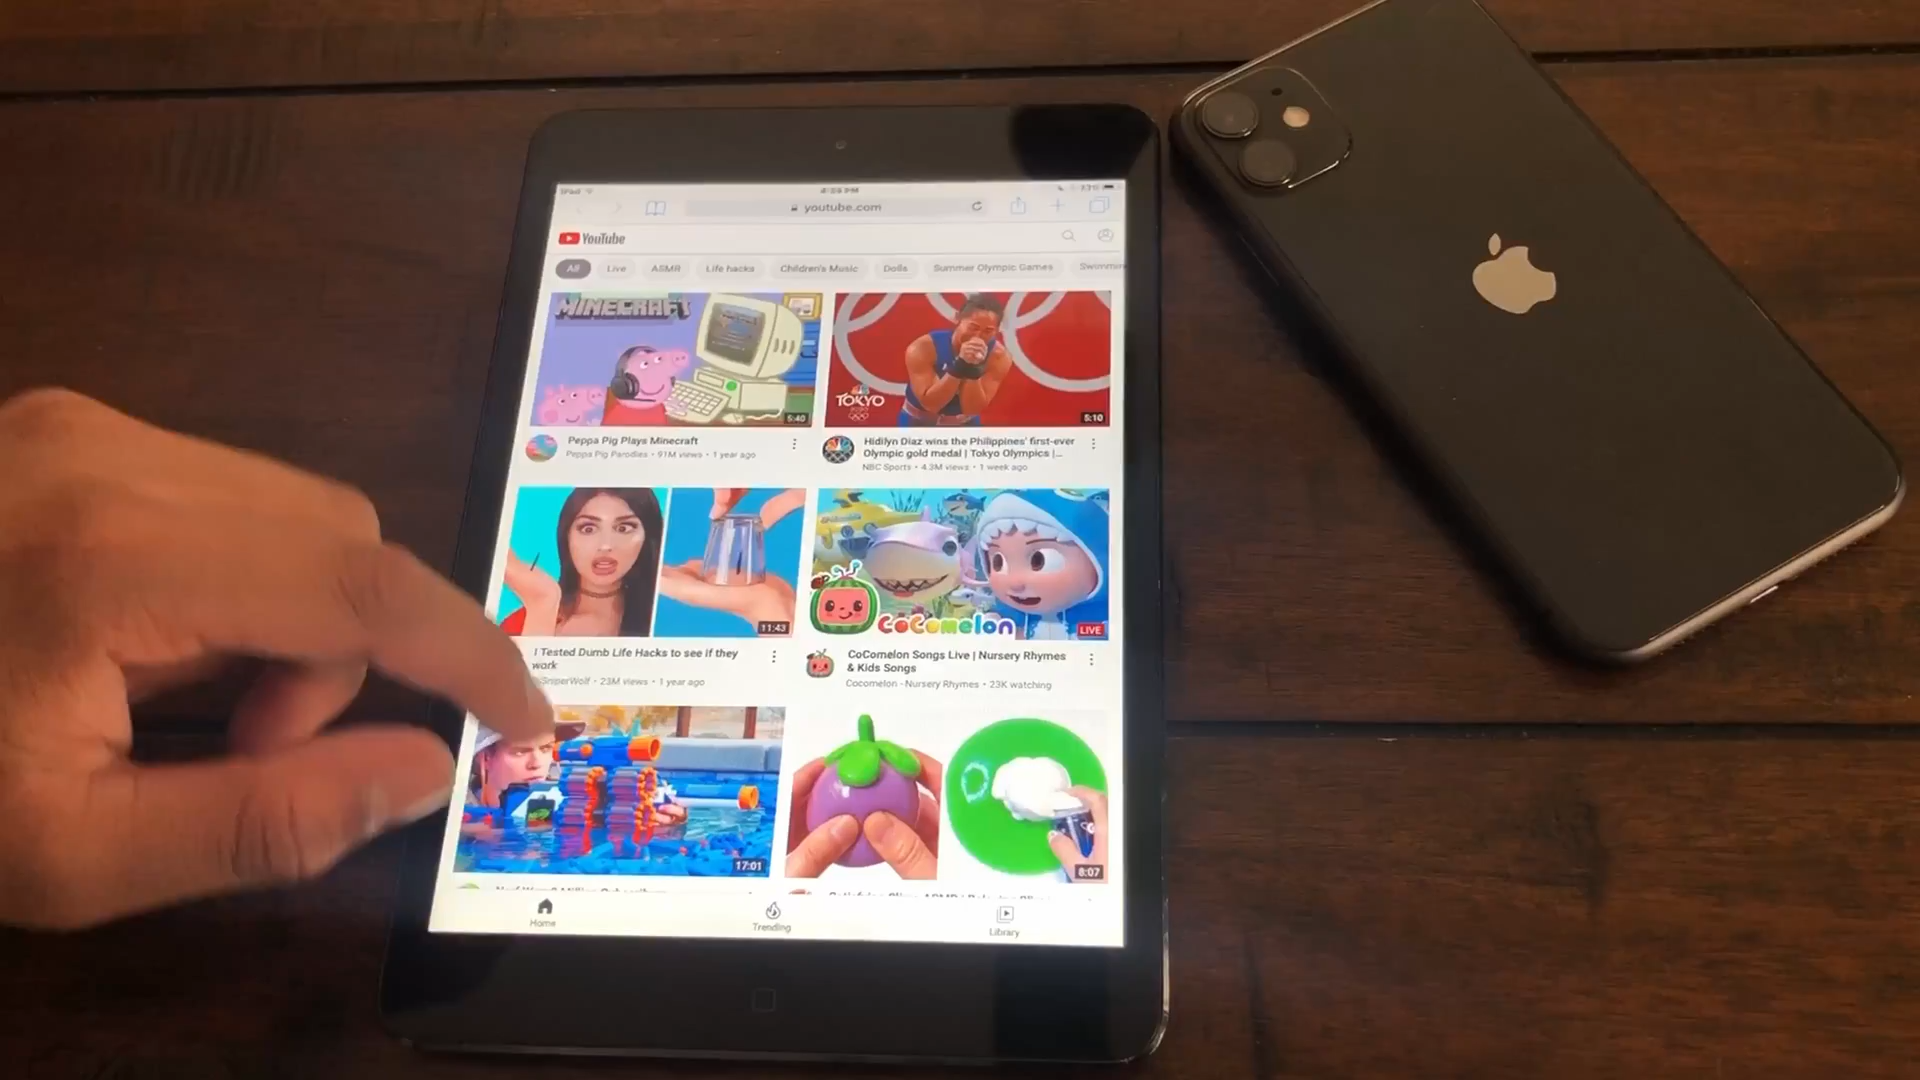 iPad
youtube.com
YouTube
All Live ASMR Life hacks Children's Music Dolls Summer Olympic Games
MINECRAFT
5:40
TOKYO
5:10
Peppa Pig Plays Minecraft
Peppa Pig Parodies • 91M views • 1 year ago
Hidilyn Diaz wins the Philippines' first-ever
Olympic gold medal | Tokyo Olympics |...
NBC Sports • 4.3M views • 1 week ago
11:43
CoComelon
LIVE
I Tested Dumb Life Hacks to see if they
work
SniperWolf • 23M views • 1 year ago
CoComelon Songs Live | Nursery Rhymes
& Kids Songs
Cocomelon - Nursery Rhymes • 23K watching
17:01
8:07
Home
Trending
Library